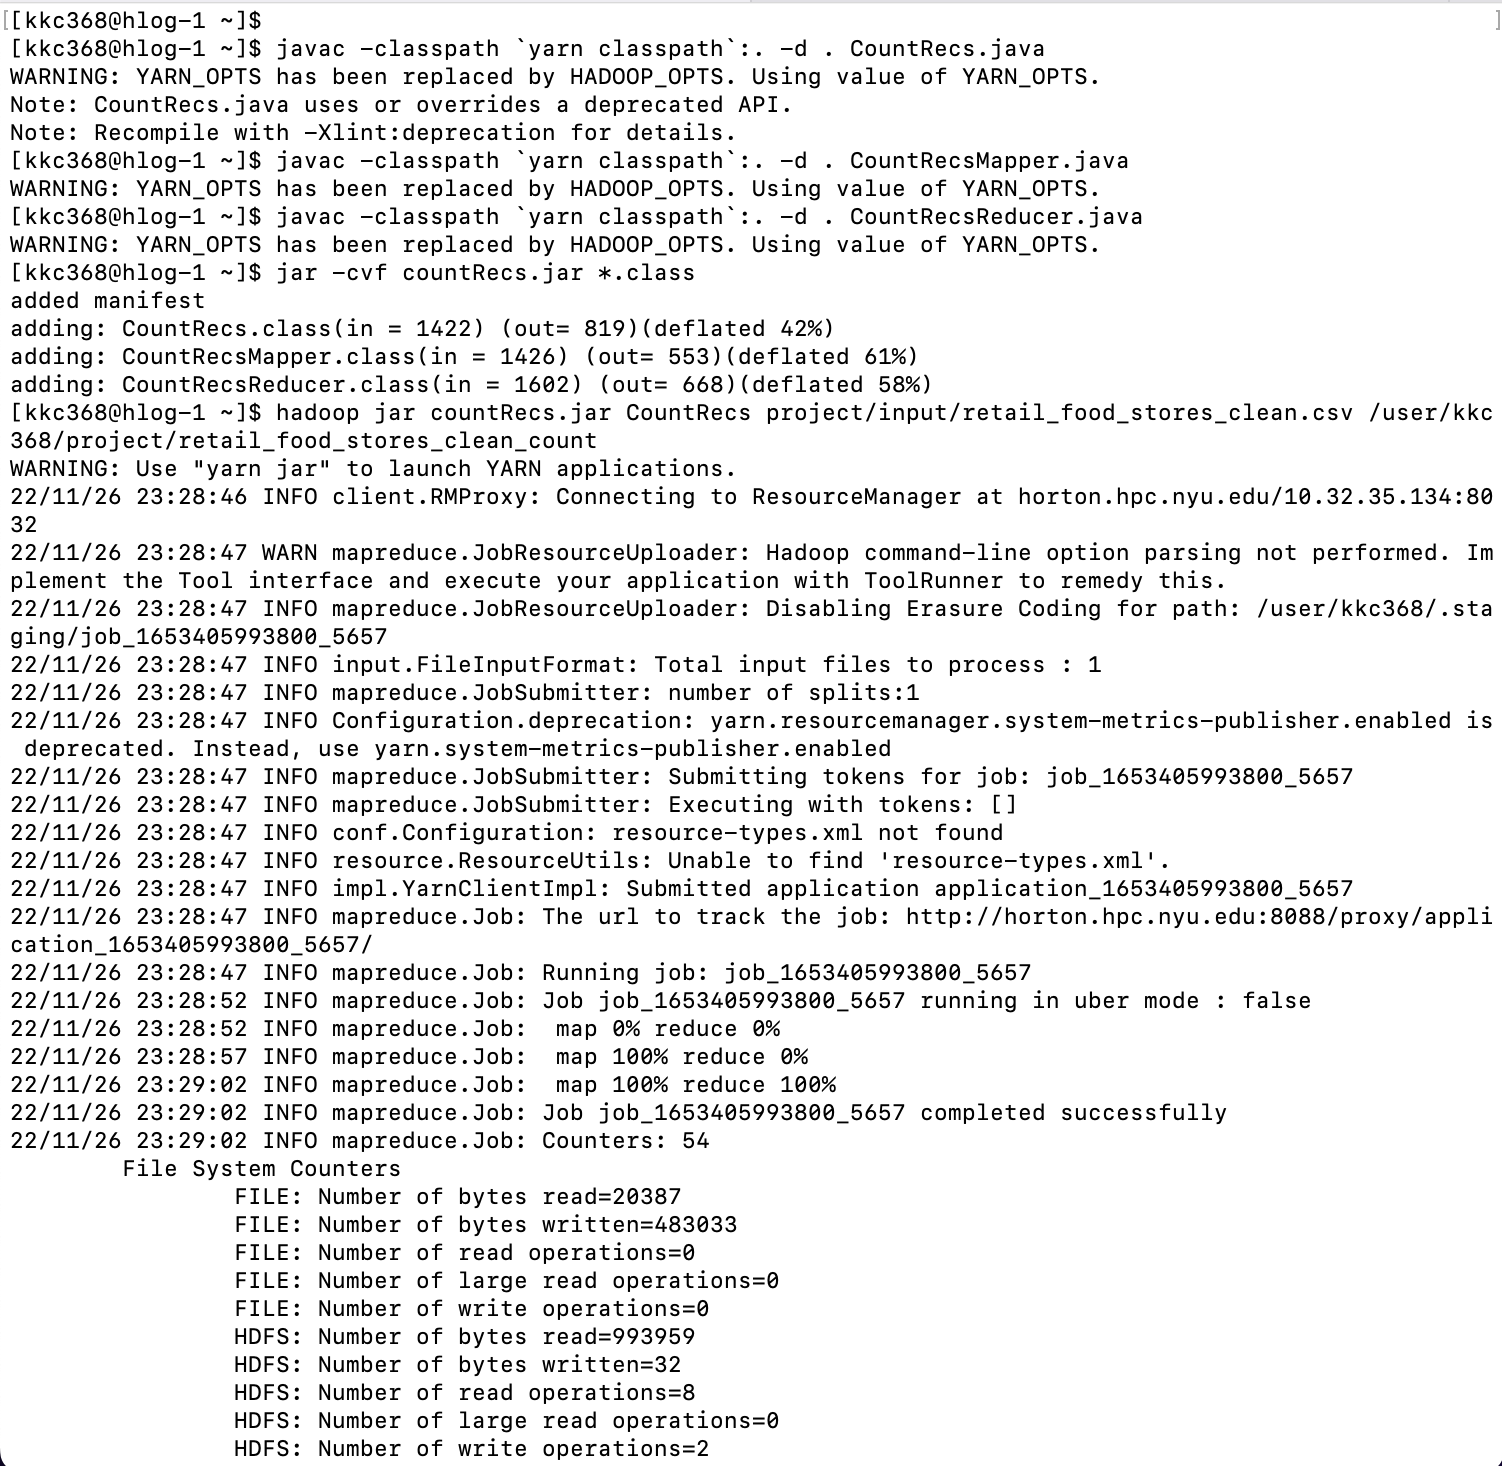 [kkc368@hlog-1 ~]$
[kkc368@hlog-1 ~]$ javac -classpath `yarn classpath`:. -d . CountRecs.java
WARNING: YARN_OPTS has been replaced by HADOOP_OPTS. Using value of YARN_OPTS.
Note: CountRecs.java uses or overrides a deprecated API.
Note: Recompile with -Xlint:deprecation for details.
[kkc368@hlog-1 ~]$ javac -classpath `yarn classpath`:. -d . CountRecsMapper.java
WARNING: YARN_OPTS has been replaced by HADOOP_OPTS. Using value of YARN_OPTS.
[kkc368@hlog-1 ~]$ javac -classpath `yarn classpath`:. -d . CountRecsReducer.java
WARNING: YARN_OPTS has been replaced by HADOOP_OPTS. Using value of YARN_OPTS.
[kkc368@hlog-1 ~]$ jar -cvf countRecs.jar *.class
added manifest
adding: CountRecs.class(in = 1422) (out= 819)(deflated 42%)
adding: CountRecsMapper.class(in = 1426) (out= 553)(deflated 61%)
adding: CountRecsReducer.class(in = 1602) (out= 668)(deflated 58%)
[kkc368@hlog-1 ~]$ hadoop jar countRecs.jar CountRecs project/input/retail_food_stores_clean.csv /user/kkc
368/project/retail_food_stores_clean_count
WARNING: Use "yarn jar" to launch YARN applications.
22/11/26 23:28:46 INFO client.RMProxy: Connecting to ResourceManager at horton.hpc.nyu.edu/10.32.35.134:80
32
22/11/26 23:28:47 WARN mapreduce.JobResourceUploader: Hadoop command-line option parsing not performed. Im
plement the Tool interface and execute your application with ToolRunner to remedy this.
22/11/26 23:28:47 INFO mapreduce.JobResourceUploader: Disabling Erasure Coding for path: /user/kkc368/.sta
ging/job_1653405993800_5657
22/11/26 23:28:47 INFO input.FileInputFormat: Total input files to process : 1
22/11/26 23:28:47 INFO mapreduce.JobSubmitter: number of splits:1
22/11/26 23:28:47 INFO Configuration.deprecation: yarn.resourcemanager.system-metrics-publisher.enabled is
 deprecated. Instead, use yarn.system-metrics-publisher.enabled
22/11/26 23:28:47 INFO mapreduce.JobSubmitter: Submitting tokens for job: job_1653405993800_5657
22/11/26 23:28:47 INFO mapreduce.JobSubmitter: Executing with tokens: []
22/11/26 23:28:47 INFO conf.Configuration: resource-types.xml not found
22/11/26 23:28:47 INFO resource.ResourceUtils: Unable to find 'resource-types.xml'.
22/11/26 23:28:47 INFO impl.YarnClientImpl: Submitted application application_1653405993800_5657
22/11/26 23:28:47 INFO mapreduce.Job: The url to track the job: http://horton.hpc.nyu.edu:8088/proxy/appli
cation_1653405993800_5657/
22/11/26 23:28:47 INFO mapreduce.Job: Running job: job_1653405993800_5657
22/11/26 23:28:52 INFO mapreduce.Job: Job job_1653405993800_5657 running in uber mode : false
22/11/26 23:28:52 INFO mapreduce.Job:  map 0% reduce 0%
22/11/26 23:28:57 INFO mapreduce.Job:  map 100% reduce 0%
22/11/26 23:29:02 INFO mapreduce.Job:  map 100% reduce 100%
22/11/26 23:29:02 INFO mapreduce.Job: Job job_1653405993800_5657 completed successfully
22/11/26 23:29:02 INFO mapreduce.Job: Counters: 54
File System Counters
FILE: Number of bytes read=20387
FILE: Number of bytes written=483033
FILE: Number of read operations=0
FILE: Number of large read operations=0
FILE: Number of write operations=0
HDFS: Number of bytes read=993959
HDFS: Number of bytes written=32
HDFS: Number of read operations=8
HDFS: Number of large read operations=0
HDFS: Number of write operations=2